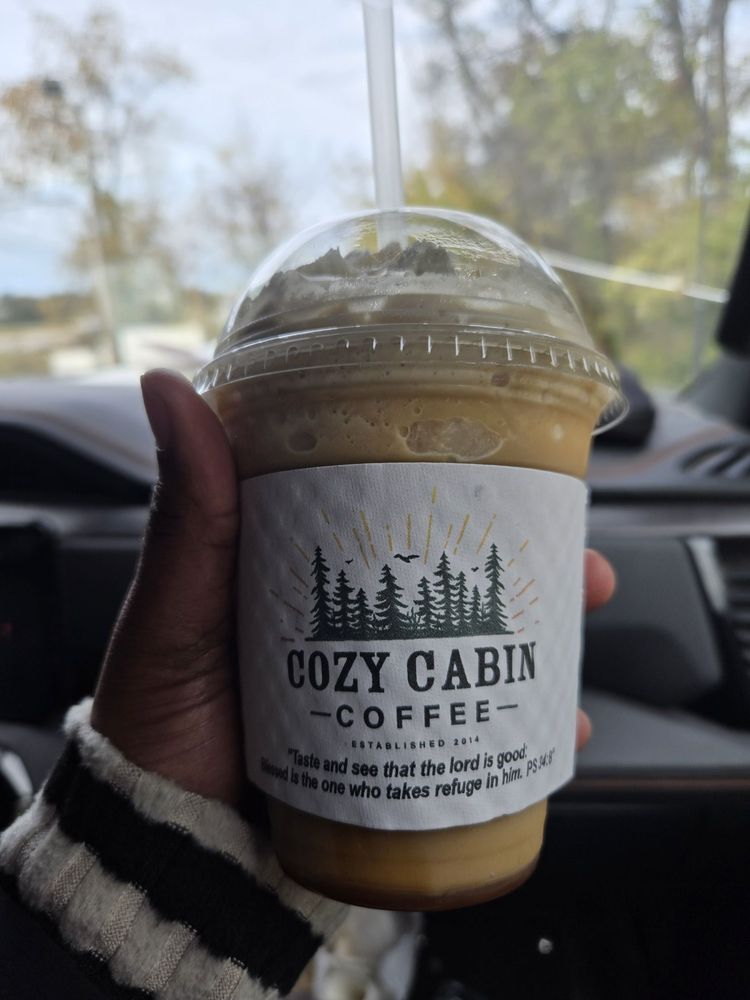 COZY CABIN
-COFFEE-
ESTABLISHED 2014
"Taste and see that the lord is good:
Blessed is the one who takes refuge in him. PS 34:8"